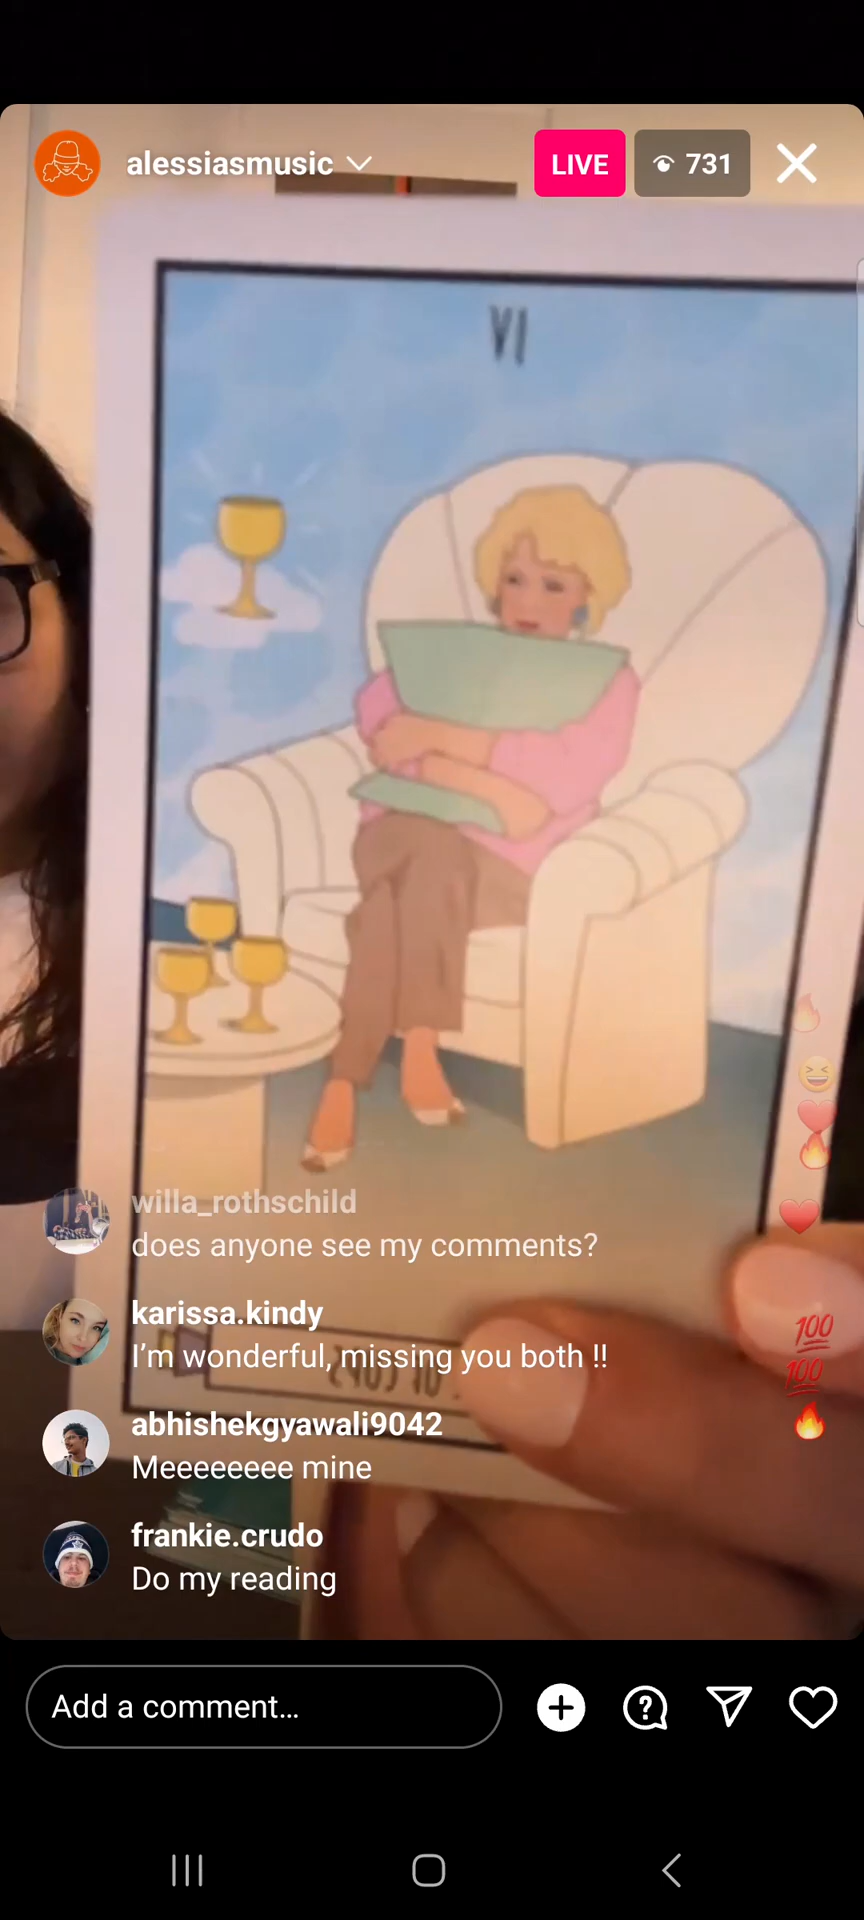 alessiasmusic
LIVE
731
VI
willa_rothschild
does anyone see my comments?
karissa.kindy
I'm wonderful, missing you both !!
abhishekgyawali9042
Meeeeeeee mine
frankie.crudo
Do my reading
Add a comment...